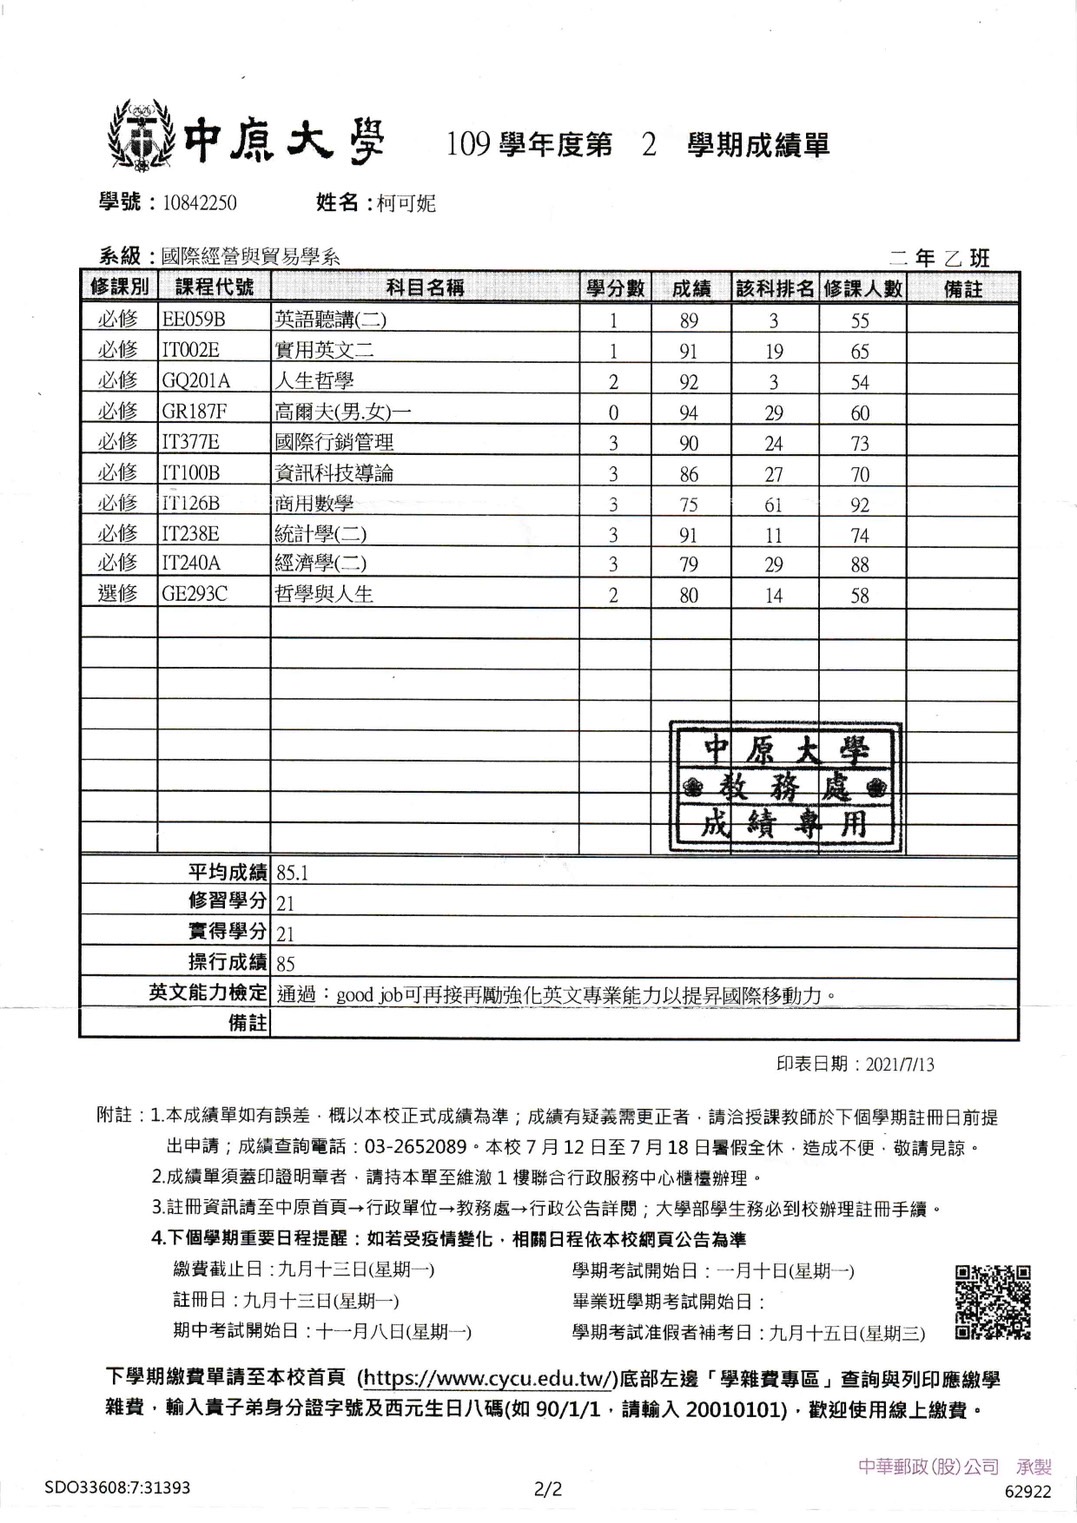 中原大學 109學年度第 2 學期成績單
學號：10842250 姓名：柯可妮
系級：國際經營與貿易學系 二 年 乙 班
修課別 課程代號 科目名稱 學分數 成績 該科排名 修課人數 備註
必修 EE059B 英語聽講(二) 1 89 3 55
必修 IT002E 實用英文二 1 91 19 65
必修 GQ201A 人生哲學 2 92 3 54
必修 GR187F 高爾夫(男.女)一 0 94 29 60
必修 IT377E 國際行銷管理 3 90 24 73
必修 IT100B 資訊科技導論 3 86 27 70
必修 IT126B 商用數學 3 75 61 92
必修 IT238E 統計學(二) 3 91 11 74
必修 IT240A 經濟學(二) 3 79 29 88
選修 GE293C 哲學與人生 2 80 14 58
中原大學
教務處
成績專用
平均成績 85.1
修習學分 21
實得學分 21
操行成績 85
英文能力檢定 通過：good job可再接再勵強化英文專業能力以提昇國際移動力。
備註
印表日期：2021/7/13
附註：1.本成績單如有誤差，概以本校正式成績為準；成績有疑義需更正者，請洽授課教師於下個學期註冊日前提
出申請；成績查詢電話：03-2652089。本校 7 月 12 日至 7 月 18 日暑假全休，造成不便，敬請見諒。
2.成績單須蓋印證明章者，請持本單至維澈 1 樓聯合行政服務中心櫃檯辦理。
3.註冊資訊請至中原首頁→行政單位→教務處→行政公告詳閱；大學部學生務必到校辦理註冊手續。
4.下個學期重要日程提醒：如若受疫情變化，相關日程依本校網頁公告為準
繳費截止日：九月十三日(星期一) 學期考試開始日：一月十日(星期一)
註冊日：九月十三日(星期一) 畢業班學期考試開始日：
期中考試開始日：十一月八日(星期一) 學期考試准假者補考日：九月十五日(星期三)
下學期繳費單請至本校首頁 (https://www.cycu.edu.tw/)底部左邊「學雜費專區」查詢與列印應繳學
雜費，輸入貴子弟身分證字號及西元生日八碼(如 90/1/1，請輸入 20010101)，歡迎使用線上繳費。
中華郵政(股)公司 承製
SDO33608:7:31393 2/2 62922